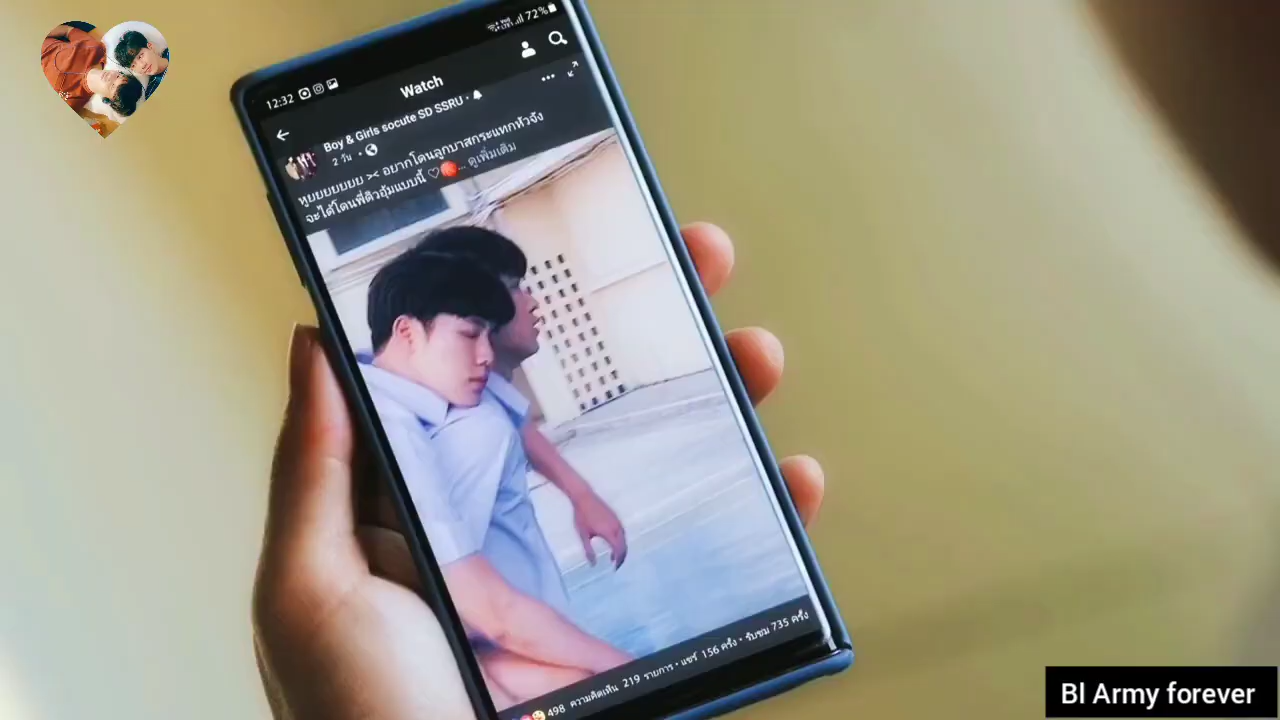 12:32 72%
Watch
Boy & Girls socute SD SSRU ·
2 วัน ·
หูยยยยยยย >< อยากโดนลูกบาสกระแทกหัวจัง
จะได้โดนพี่ติวอุ้มแบบนี้ ♡🏀... ดูเพิ่มเติม
498 ความคิดเห็น 219 รายการ • แชร์ 156 ครั้ง • รับชม 735 ครั้ง
Bl Army forever